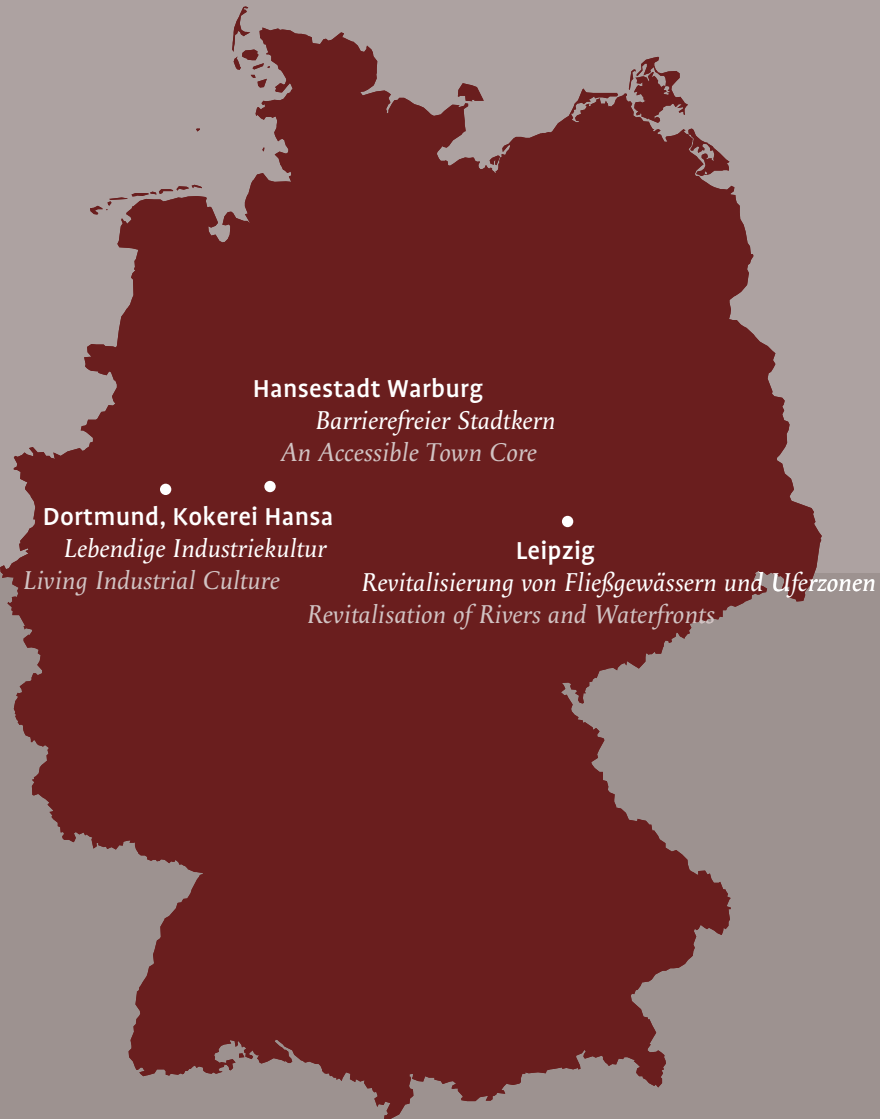 Hansestadt Warburg
Barrierefreier Stadtkern
An Accessible Town Core
Dortmund, Kokerei Hansa
Lebendige Industriekultur
Living Industrial Culture
Leipzig
Revitalisierung von Fließgewässern und Uferzonen
Revitalisation of Rivers and Waterfronts